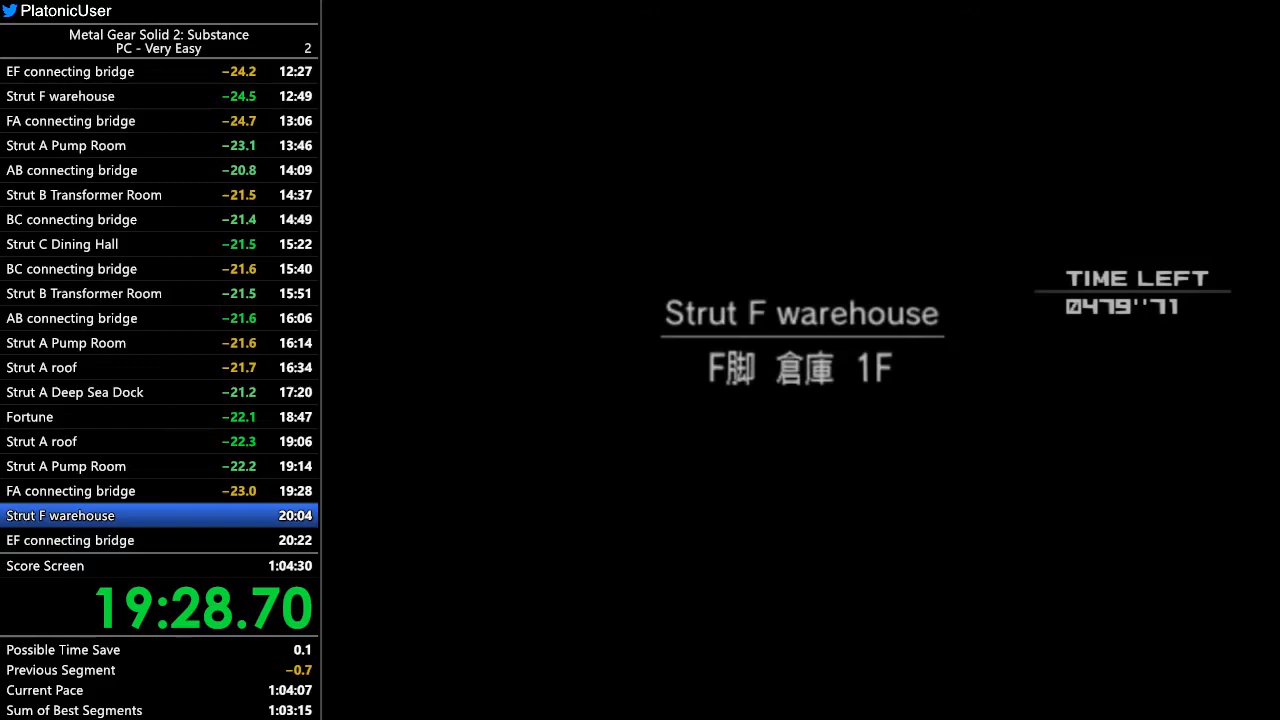 PlatonicUser
Metal Gear Solid 2: Substance
PC - Very Easy 2
EF connecting bridge −24.2 12:27
Strut F warehouse −24.5 12:49
FA connecting bridge −24.7 13:06
Strut A Pump Room −23.1 13:46
AB connecting bridge −20.8 14:09
Strut B Transformer Room −21.5 14:37
BC connecting bridge −21.4 14:49
Strut C Dining Hall −21.5 15:22
BC connecting bridge −21.6 15:40
Strut B Transformer Room −21.5 15:51
AB connecting bridge −21.6 16:06
Strut A Pump Room −21.6 16:14
Strut A roof −21.7 16:34
Strut A Deep Sea Dock −21.2 17:20
Fortune −22.1 18:47
Strut A roof −22.3 19:06
Strut A Pump Room −22.2 19:14
FA connecting bridge −23.0 19:28
Strut F warehouse 20:04
EF connecting bridge 20:22
Score Screen 1:04:30
19:28.70
Possible Time Save 0.1
Previous Segment −0.7
Current Pace 1:04:07
Sum of Best Segments 1:03:15
Strut F warehouse
F脚 倉庫 1F
TIME LEFT
0479"71